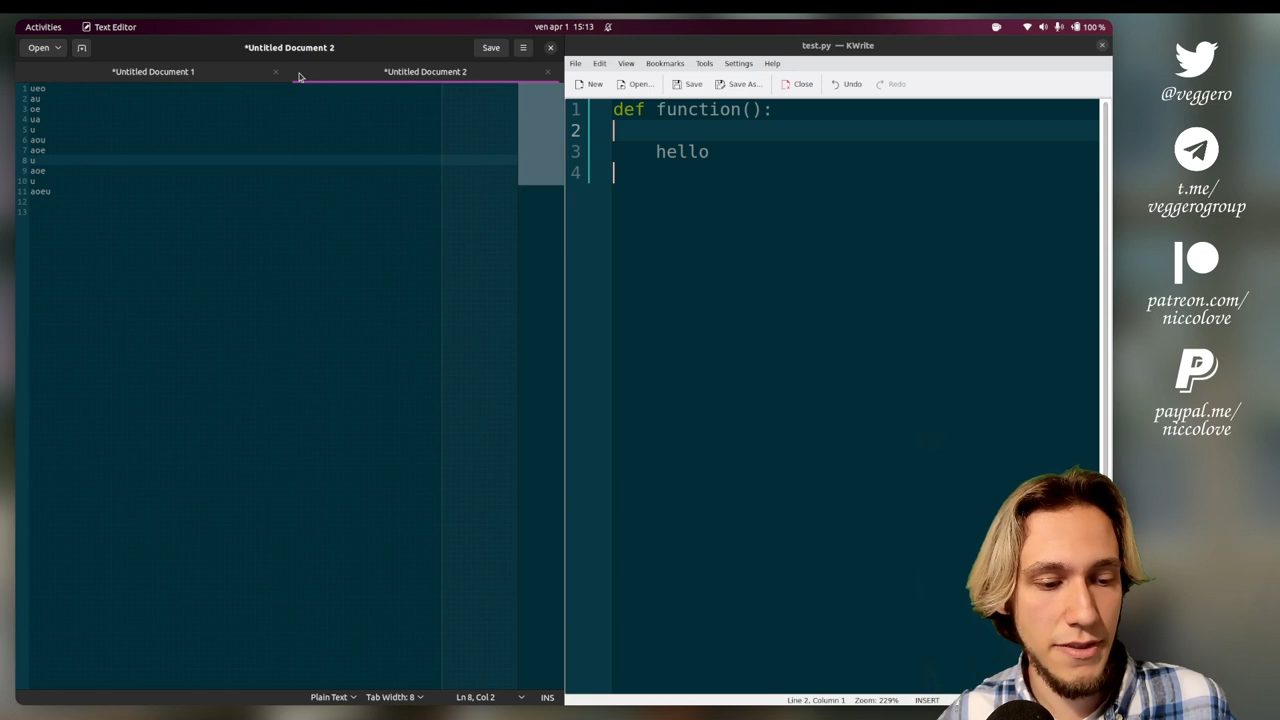 Activities
Text Editor
ven apr 1 15:13
100 %
Open
*Untitled Document 2
Save
*Untitled Document 1
*Untitled Document 2
1 ueo
2 au
3 oe
4 ua
5 u
6 aou
7 aoe
8 u
9 aoe
10 u
11 aoeu
12
13
Plain Text
Tab Width: 8
Ln 8, Col 2
INS
test.py — KWrite
File Edit View Bookmarks Tools Settings Help
New Open... Save Save As... Close Undo Redo
1 def function():
2
3 hello
4
Line 2, Column 1 Zoom: 229% INSERT
@veggero
t.me/
veggerogroup
patreon.com/
niccolove
paypal.me/
niccolove